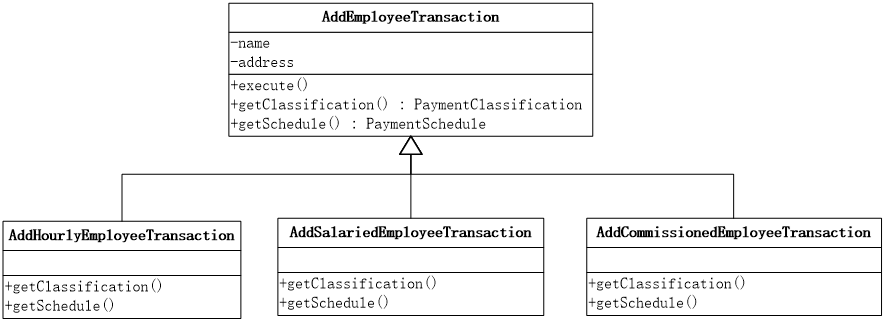 AddEmployeeTransaction
-name
-address
+execute()
+getClassification() : PaymentClassification
+getSchedule() : PaymentSchedule
AddHourlyEmployeeTransaction
+getClassification()
+getSchedule()
AddSalariedEmployeeTransaction
+getClassification()
+getSchedule()
AddCommissionedEmployeeTransaction
+getClassification()
+getSchedule()